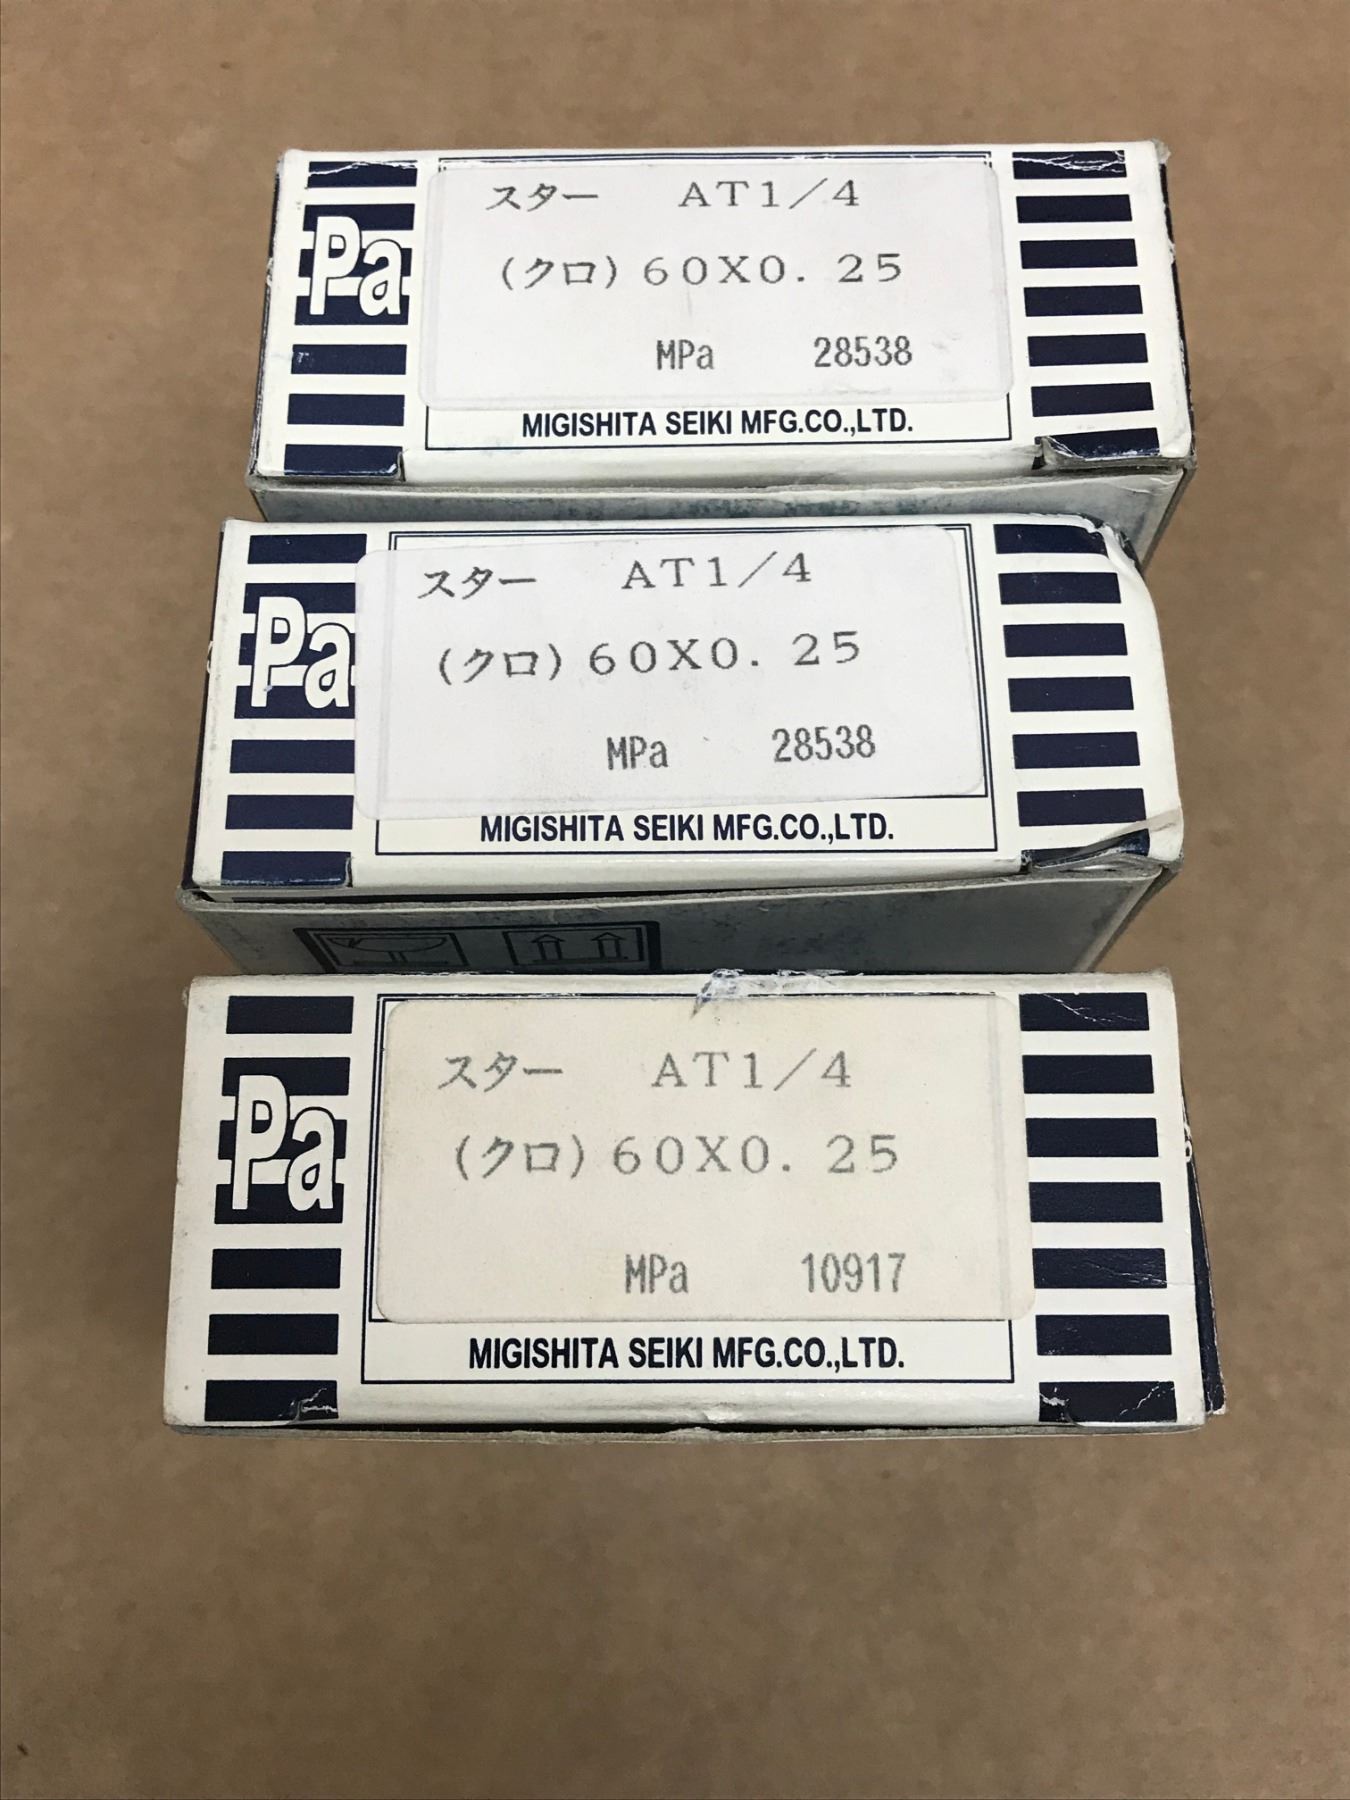 Pa
スター AT1/4
(クロ) 60X0.25
MPa 28538
MIGISHITA SEIKI MFG.CO.,LTD.
Pa
スター AT1/4
(クロ) 60X0.25
MPa 28538
MIGISHITA SEIKI MFG.CO.,LTD.
Pa
スター AT1/4
(クロ) 60X0.25
MPa 10917
MIGISHITA SEIKI MFG.CO.,LTD.